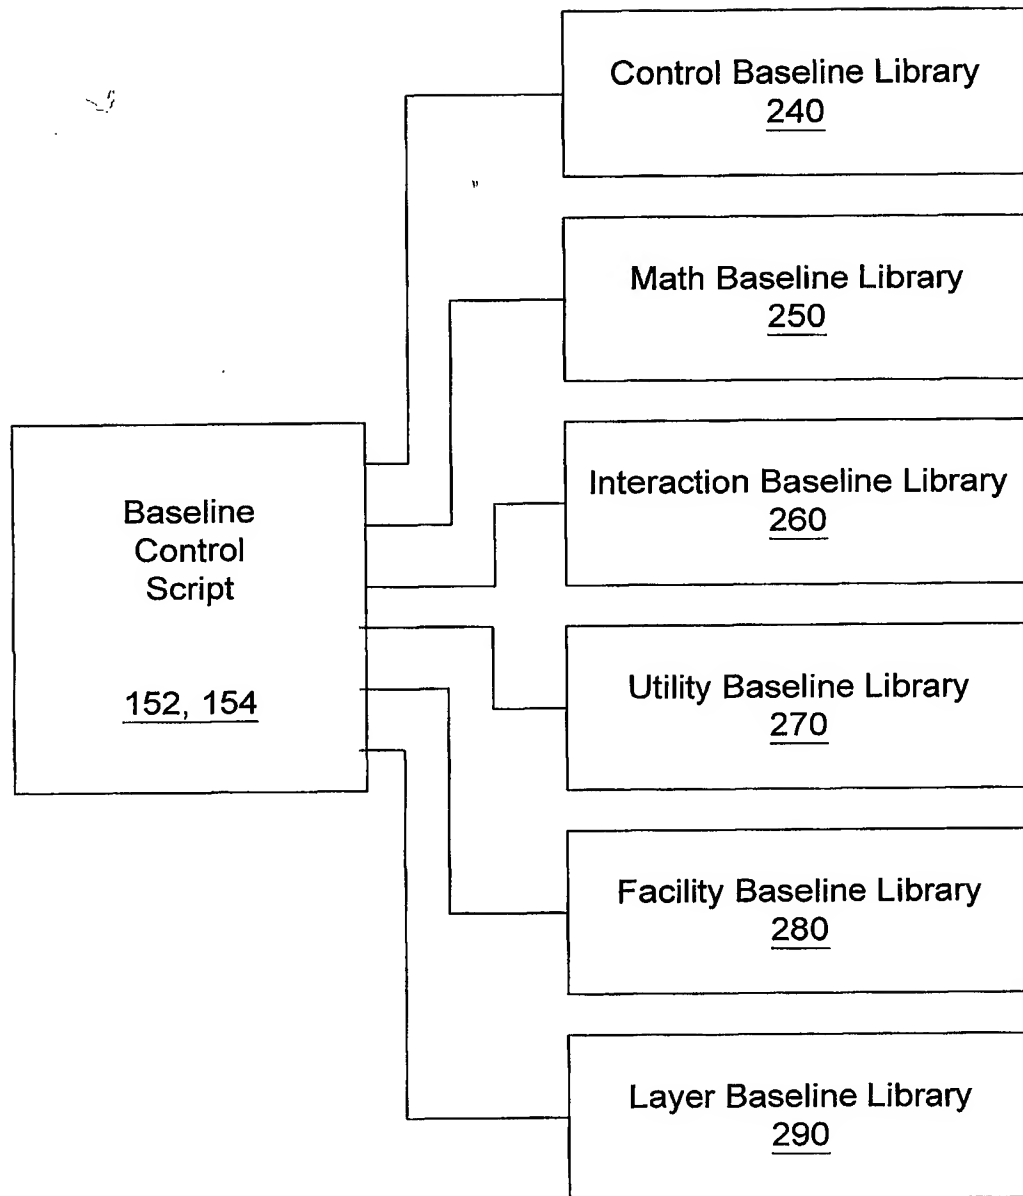 Control Baseline Library
240
Math Baseline Library
250
Interaction Baseline Library
260
Baseline
Control
Script
152, 154
Utility Baseline Library
270
Facility Baseline Library
280
Layer Baseline Library
290